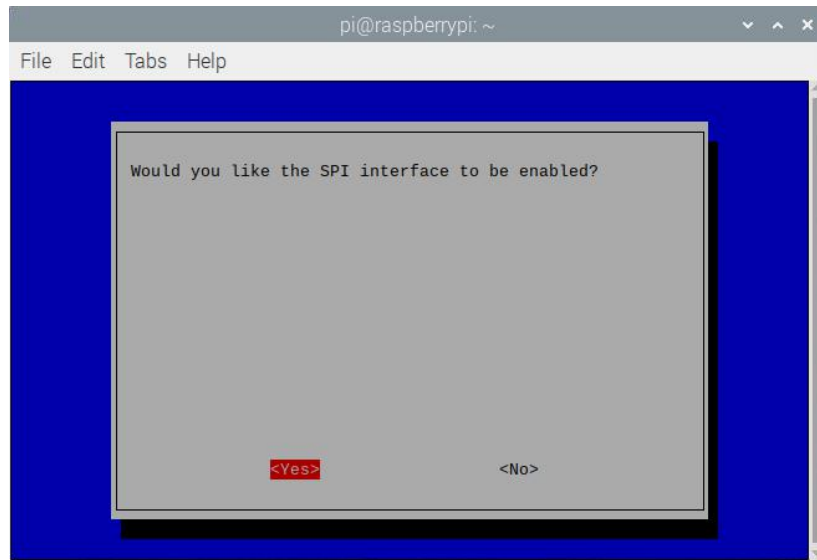 pi@raspberrypi: ~
File Edit Tabs Help
Would you like the SPI interface to be enabled?
<Yes> <No>